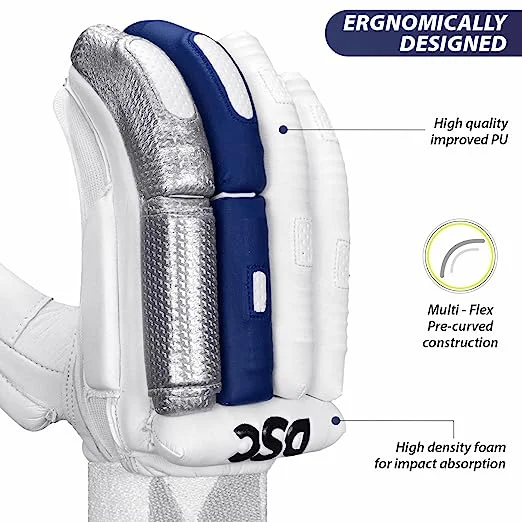 ERGNOMICALLY
DESIGNED
High quality
improved PU
Multi - Flex
Pre-curved
construction
DSC
High density foam
for impact absorption